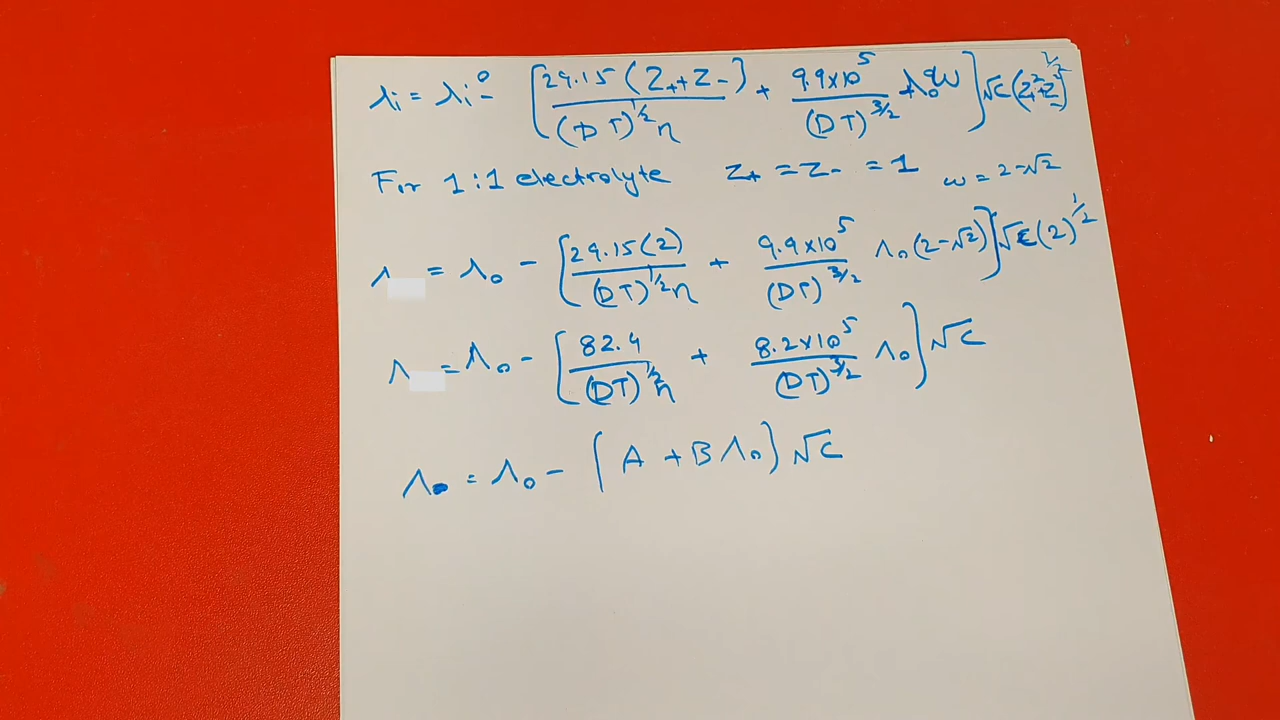 λi = λi° - [29.15 (Z₊+Z₋) / (DT)^1/2 η + 9.9×10^5 / (DT)^3/2 λ₀ω] √C (Z₊²+Z₋²)^1/2
For 1:1 electrolyte Z₊ = Z₋ = 1 ω = 2-√2
Λ = Λ₀ - [29.15(2) / (DT)^1/2 η + 9.9×10^5 / (DT)^3/2 Λ₀(2-√2)] √C (2)^1/2
Λ = Λ₀ - [82.4 / (DT)^1/2 η + 8.2×10^5 / (DT)^3/2 Λ₀] √C
Λ = Λ₀ - (A + BΛ₀) √C